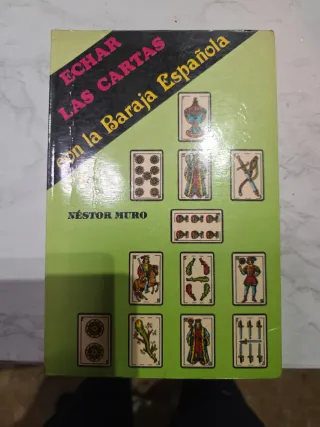 ECHAR
LAS CARTAS
con la Baraja Española
NÉSTOR MURO